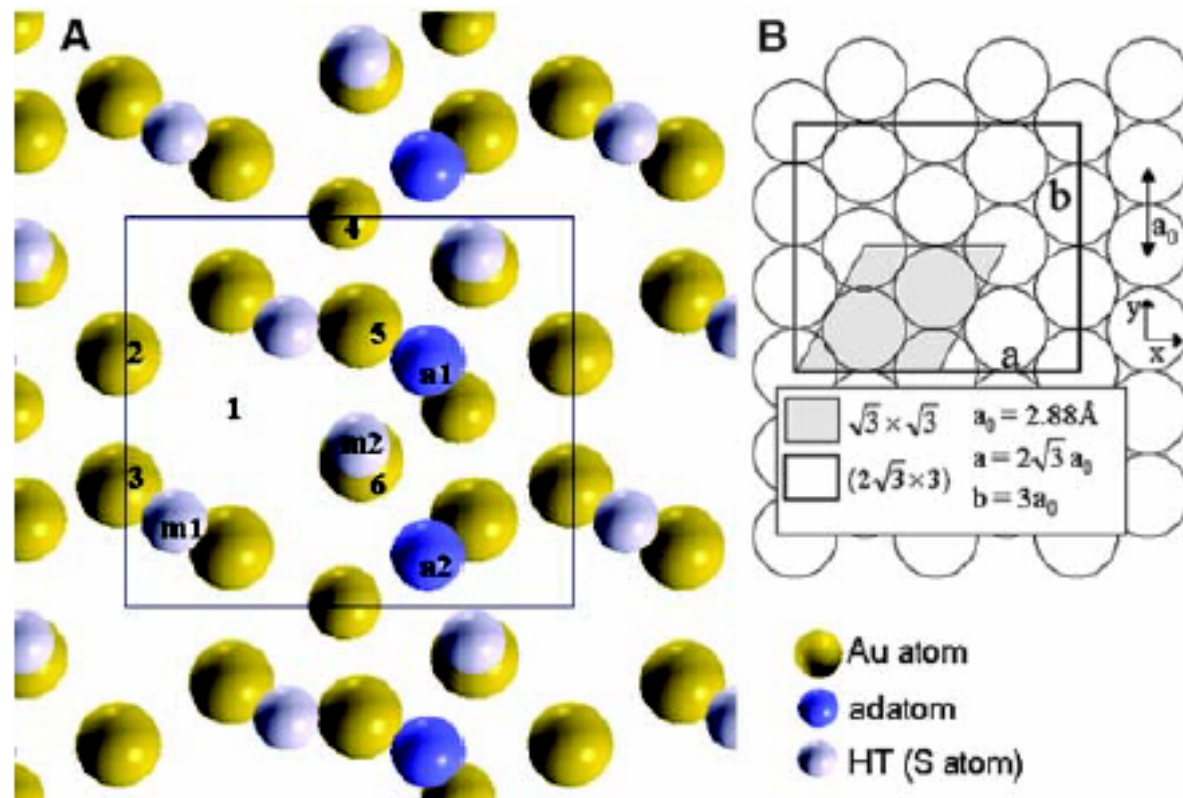 A
4
2
5
a1
1
m2
3
6
m1
a2
B
b
a₀
y
x
a
√3 × √3
a₀ = 2.88Å
(2√3 × 3)
a = 2√3 a₀
b = 3a₀
Au atom
adatom
HT (S atom)